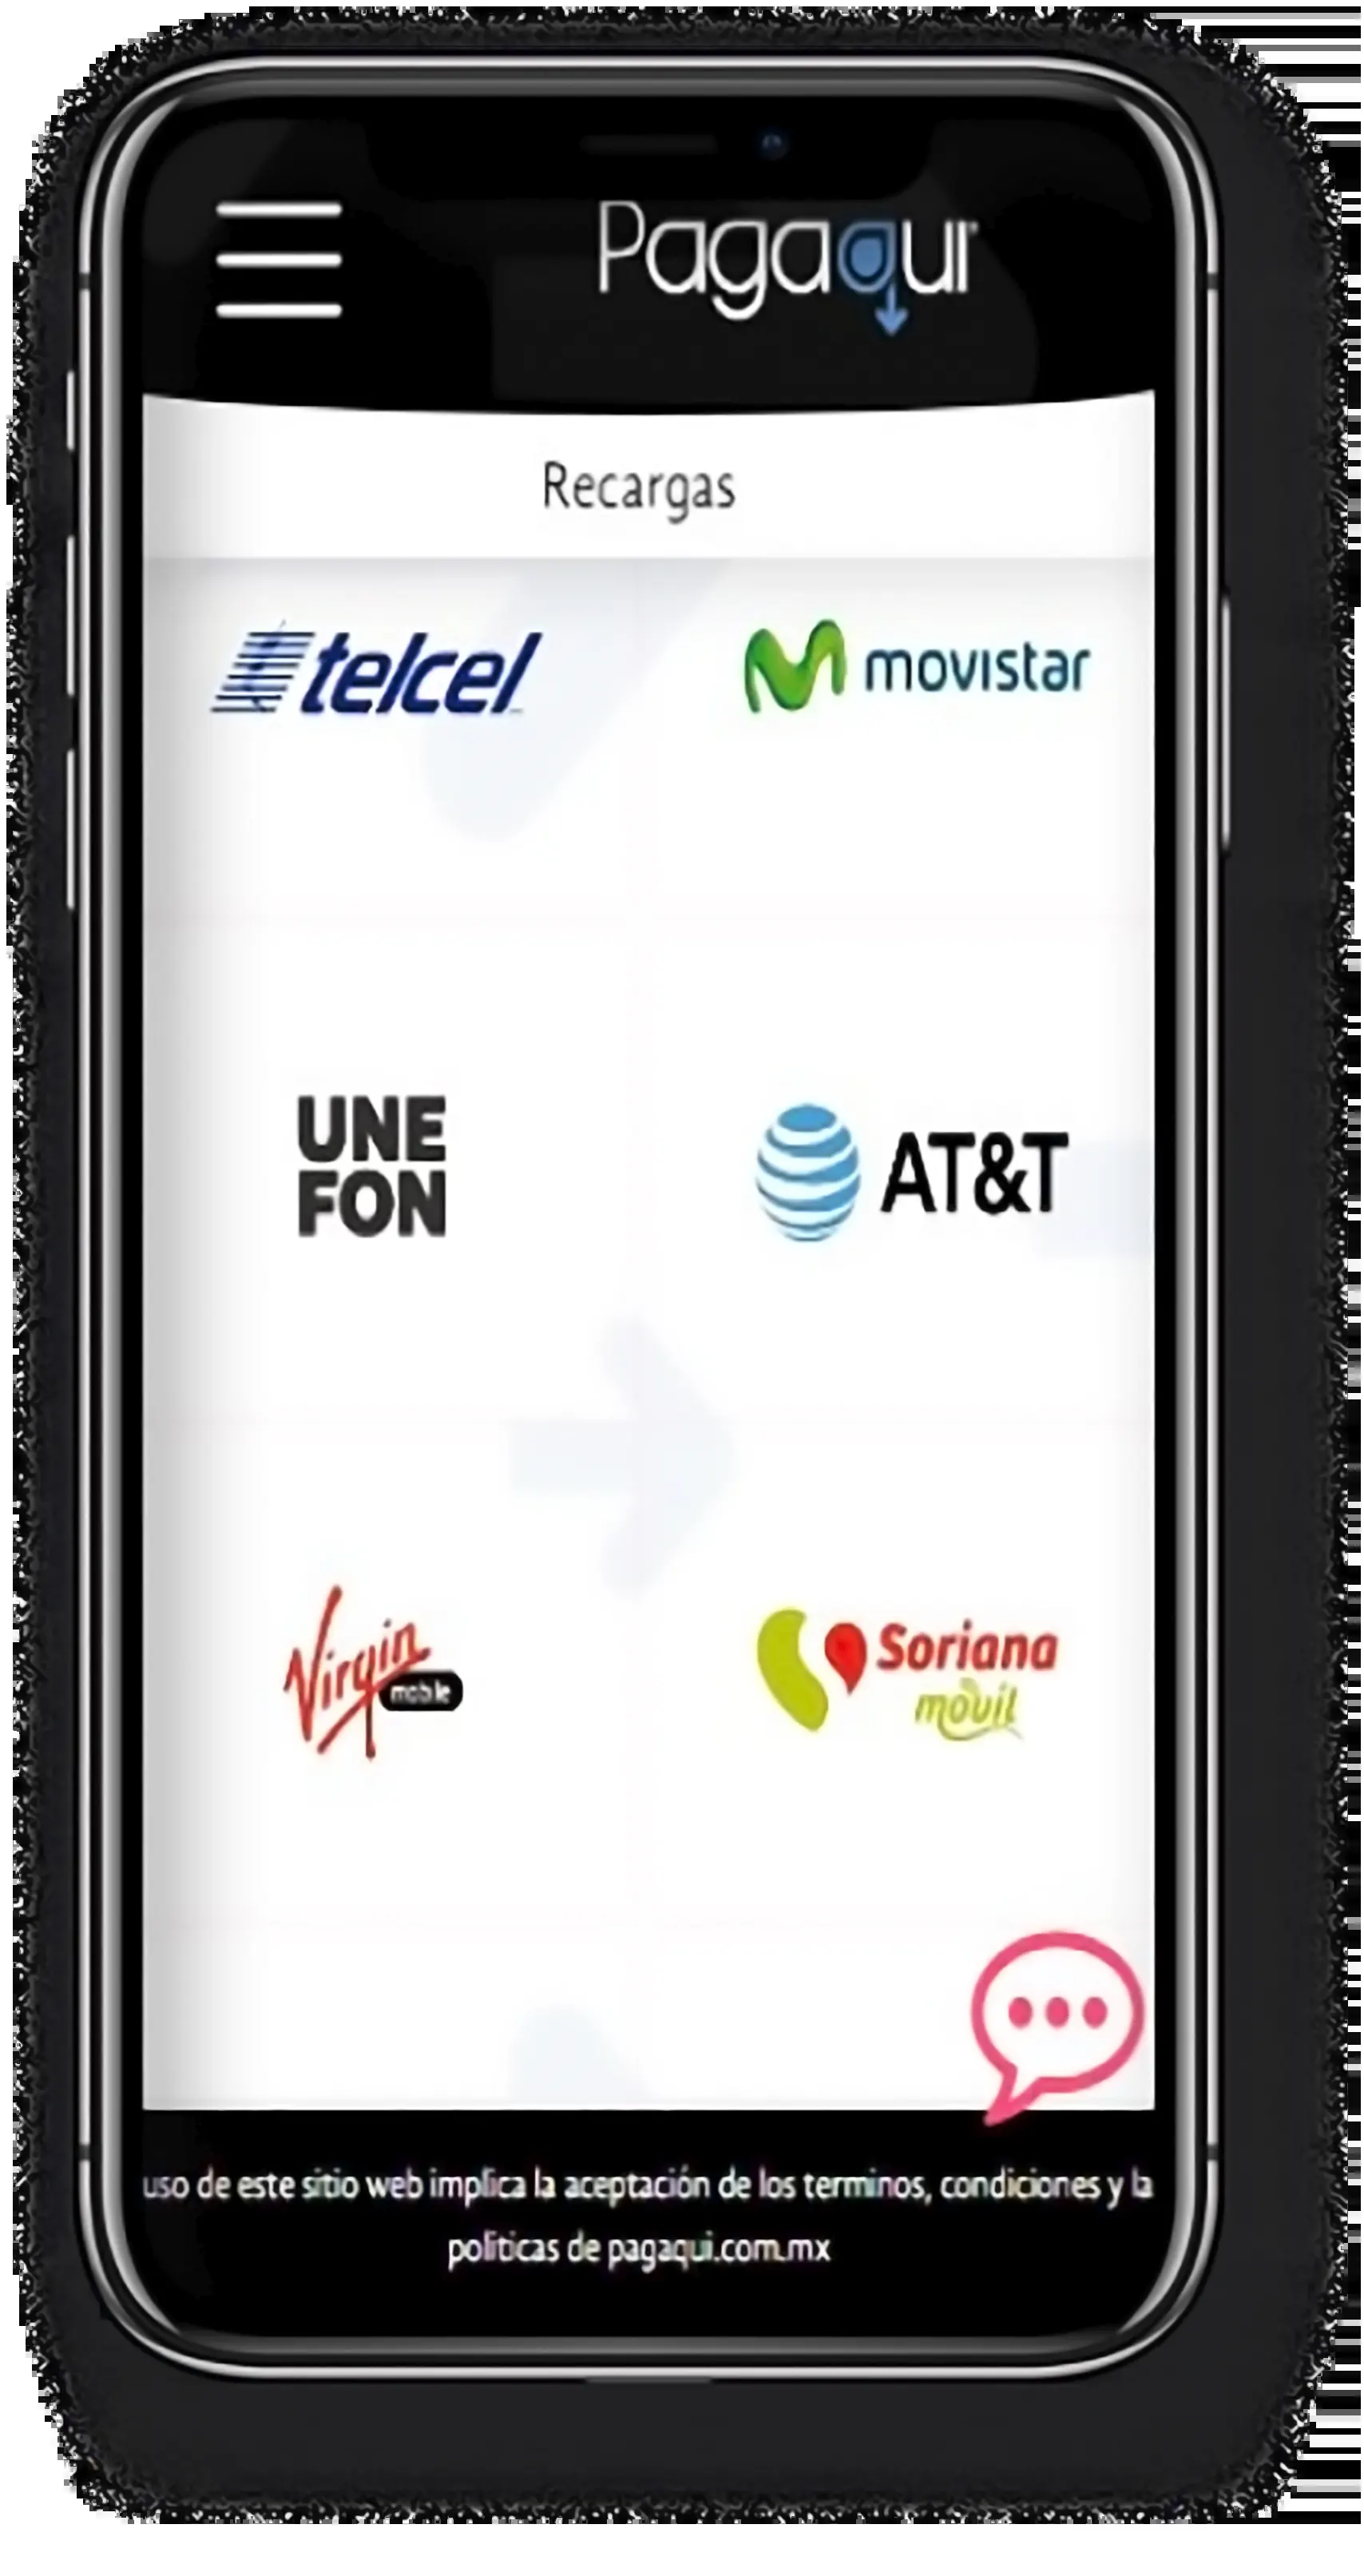 Pagaqui
Recargas
telcel
movistar
UNE
FON
AT&T
Virgin
mobile
Soriana
móvil
uso de este sitio web implica la aceptación de los terminos, condiciones y la
politicas de pagaqui.com.mx